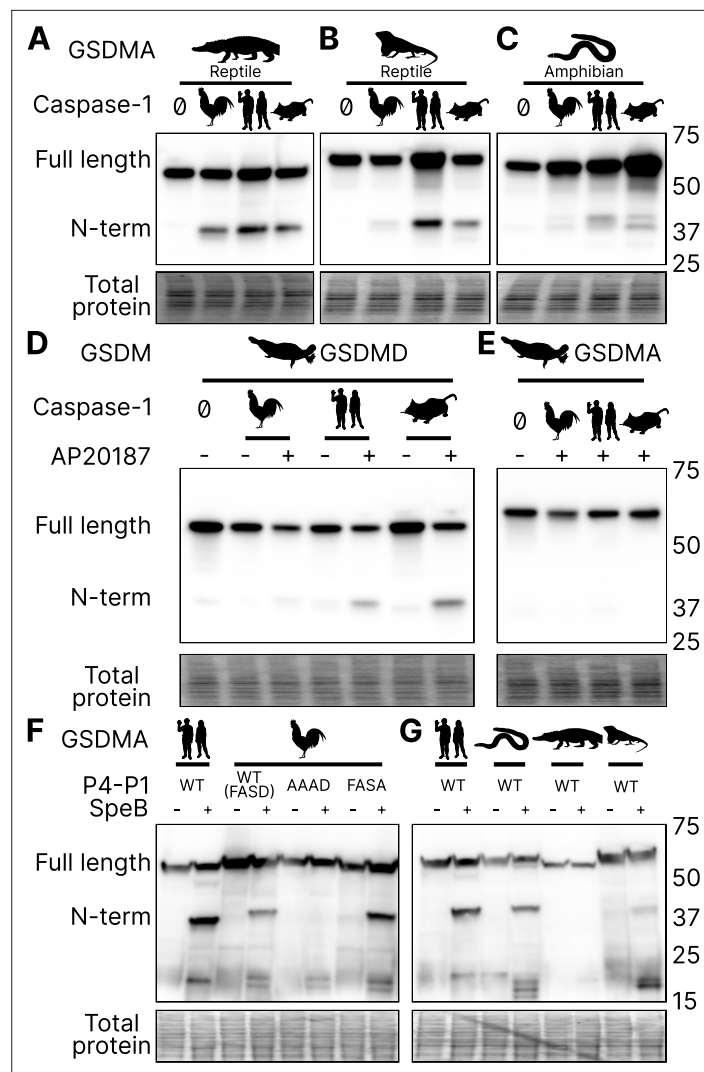 A B C
GSDMA Reptile Reptile Amphibian
Caspase-1 Ø Ø Ø
75
Full length
50
N-term
37
25
Total
protein
D E
GSDM GSDMD GSDMA
Caspase-1 Ø Ø
AP20187 - - + - + - + - + + +
75
Full length
50
N-term
37
25
Total
protein
F G
GSDMA
P4-P1 WT WT (FASD) AAAD FASA WT WT WT WT
SpeB - + - + - + - + - + - + - + - +
75
Full length
50
N-term
37
25
15
Total
protein